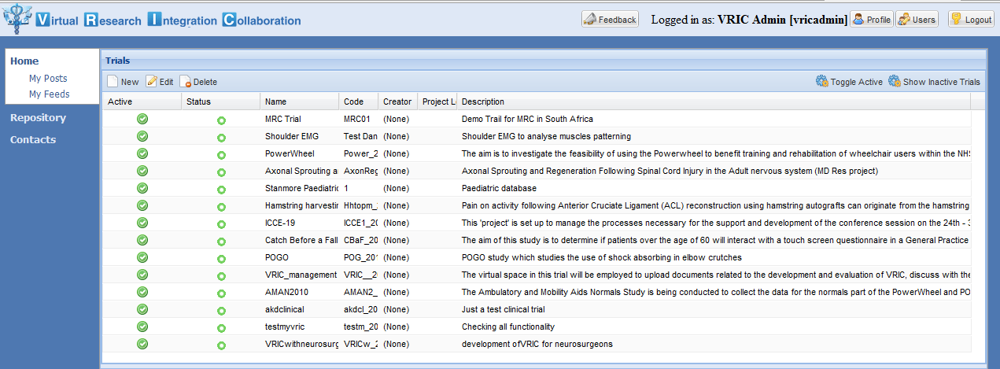 Virtual Research Integration Collaboration
Feedback Logged in as: VRIC Admin [vricadmin] Profile Users Logout
Home
My Posts
My Feeds
Repository
Contacts
Trials
New Edit Delete Toggle Active Show Inactive Trials
Active Status Name Code Creator Project L Description
MRC Trial MRC01 (None) Demo Trail for MRC in South Africa
Shoulder EMG Test Dan (None) Shoulder EMG to analyse muscles patterning
PowerWheel Power_2 (None) The aim is to investigate the feasibility of using the Powerwheel to benefit training and rehabilitation of wheelchair users within the NHS
Axonal Sprouting a AxonReg (None) Axonal Sprouting and Regeneration Following Spinal Cord Injury in the Adult nervous system (MD Res project)
Stanmore Paediatric 1 (None) Paediatric database
Hamstring harvestin Hhtopm_ (None) Pain on activity following Anterior Cruciate Ligament (ACL) reconstruction using hamstring autografts can originate from the hamstring
ICCE-19 ICCE1_20 (None) This 'project' is set up to manage the processes necessary for the support and development of the conference session on the 24th - 3
Catch Before a Fall CBaF_20 (None) The aim of this study is to determine if patients over the age of 60 will interact with a touch screen questionnaire in a General Practice
POGO POG_201 (None) POGO study which studies the use of shock absorbing in elbow crutches
VRIC_management VRIC__2 (None) The virtual space in this trial will be employed to upload documents related to the development and evaluation of VRIC, discuss with the
AMAN2010 AMAN2_ (None) The Ambulatory and Mobility Aids Normals Study is being conducted to collect the data for the normals part of the PowerWheel and PO
akdclinical akdcl_20 (None) Just a test clinical trial
testmyvric testm_20 (None) Checking all functionality
VRICwithneurosurg VRICw_2 (None) development ofVRIC for neurosurgeons